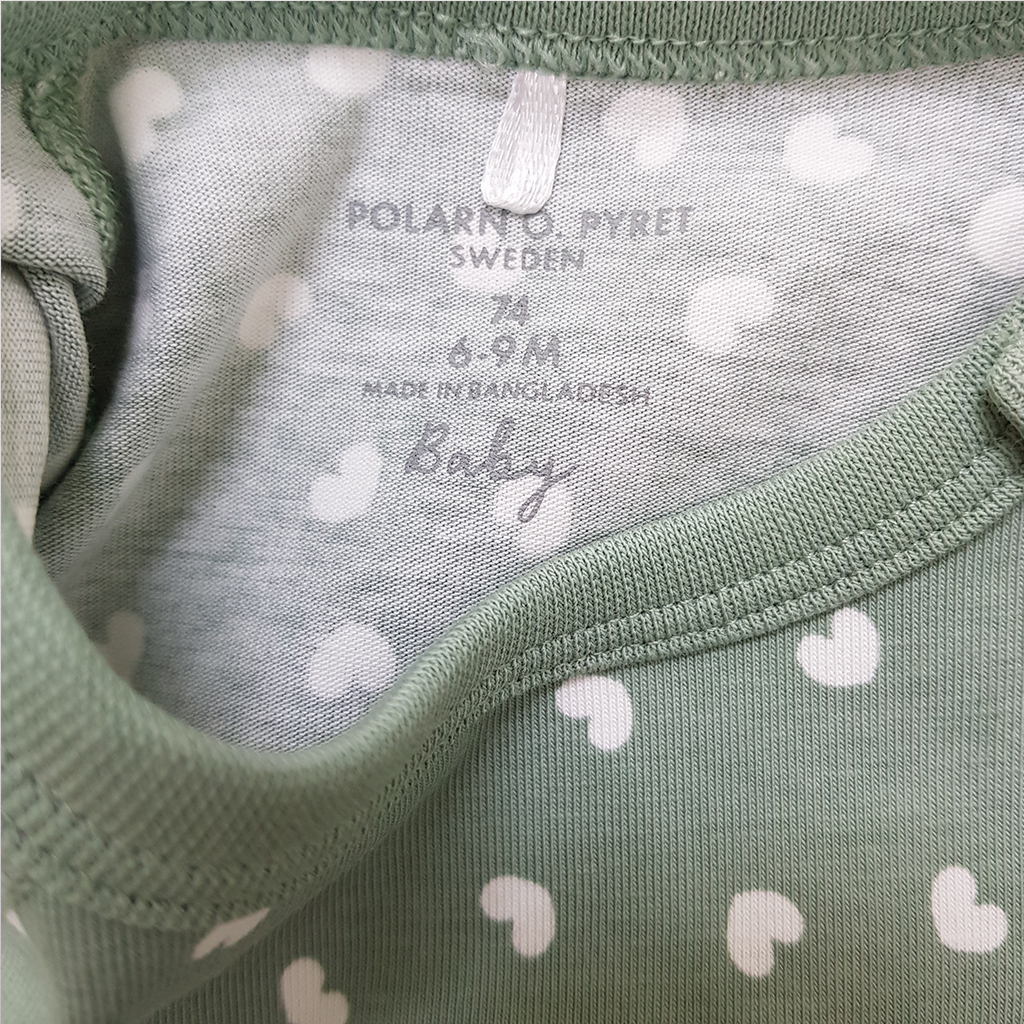 POLARN O. PYRET
SWEDEN
74
6-9M
MADE IN BANGLADESH
Baby